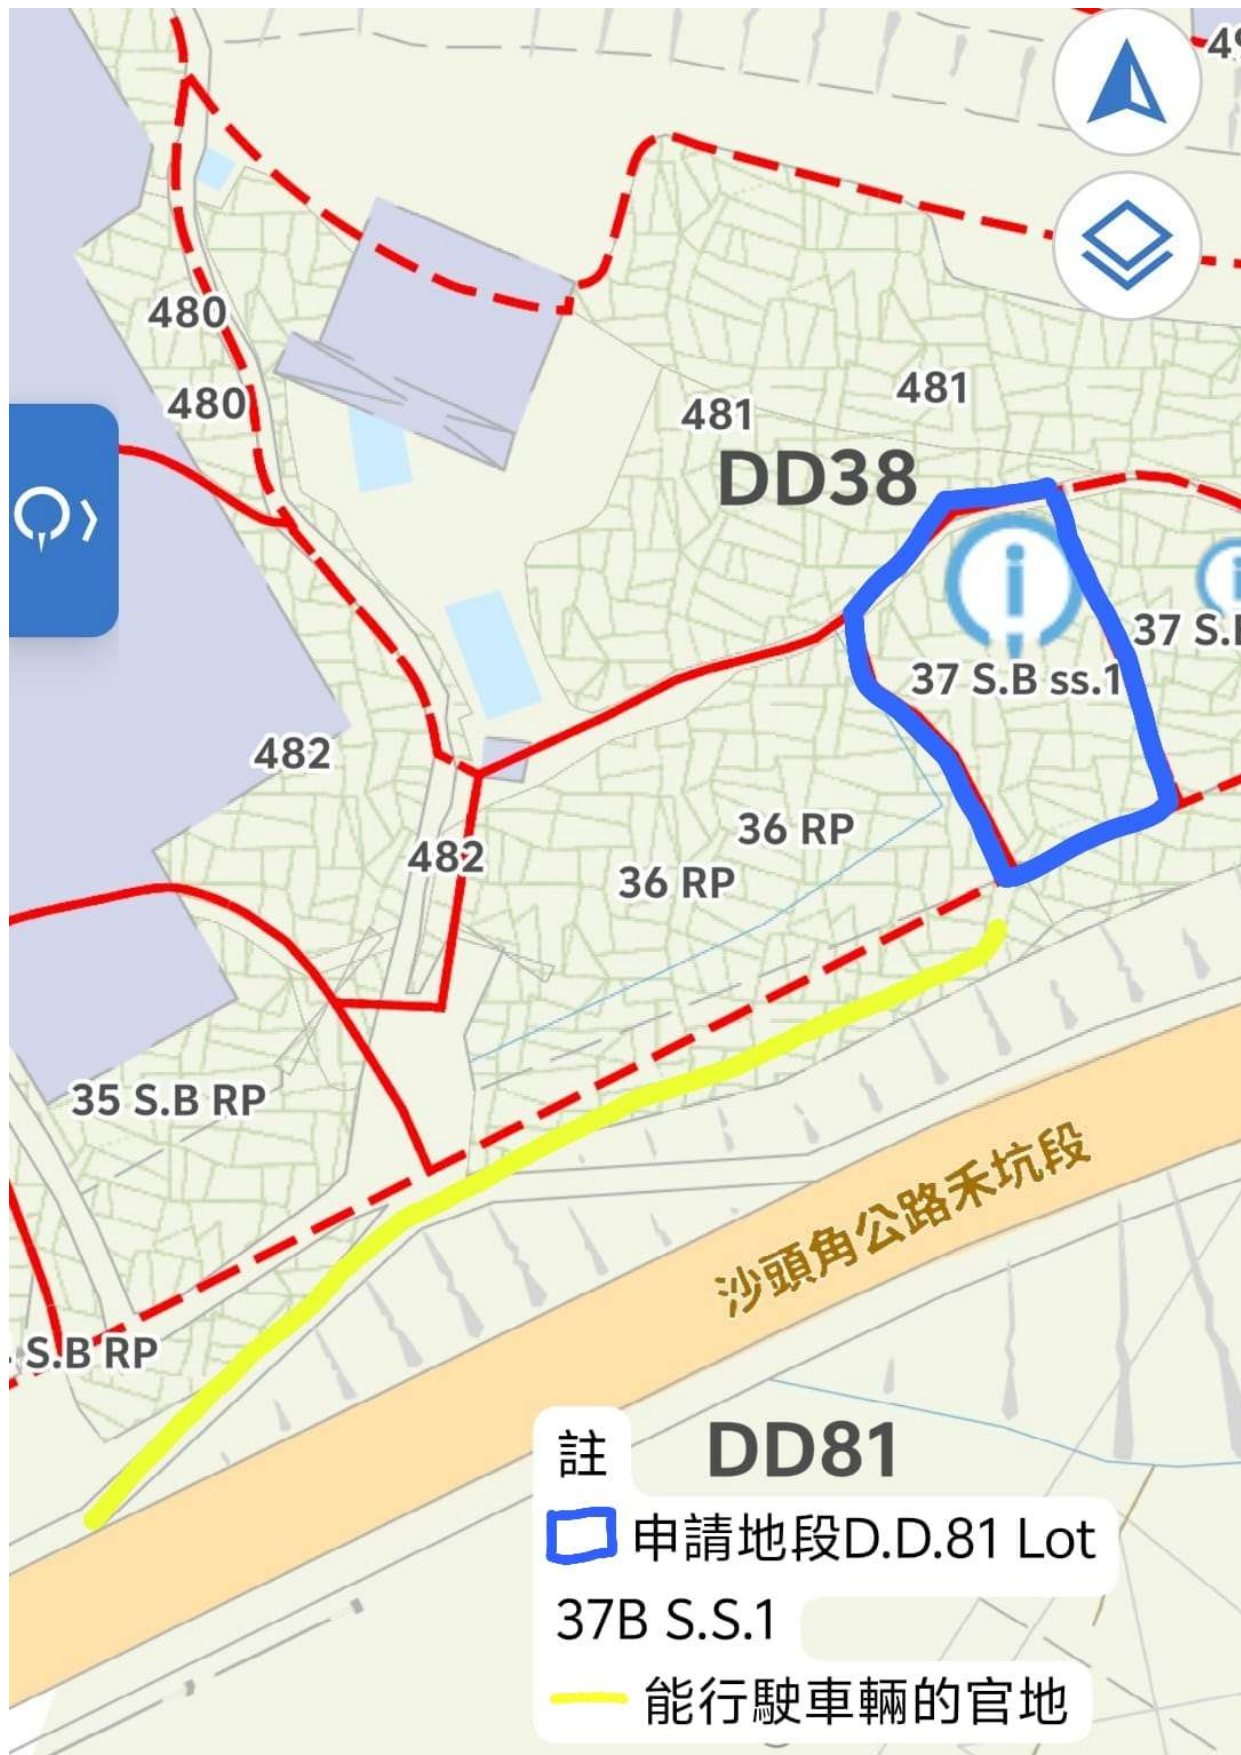 480
480
481
481
DD38
37 S.B ss.1
482
36 RP
482
36 RP
35 S.B RP
沙頭角公路禾坑段
S.B RP
註
DD81
申請地段D.D.81 Lot
37B S.S.1
能行駛車輛的官地